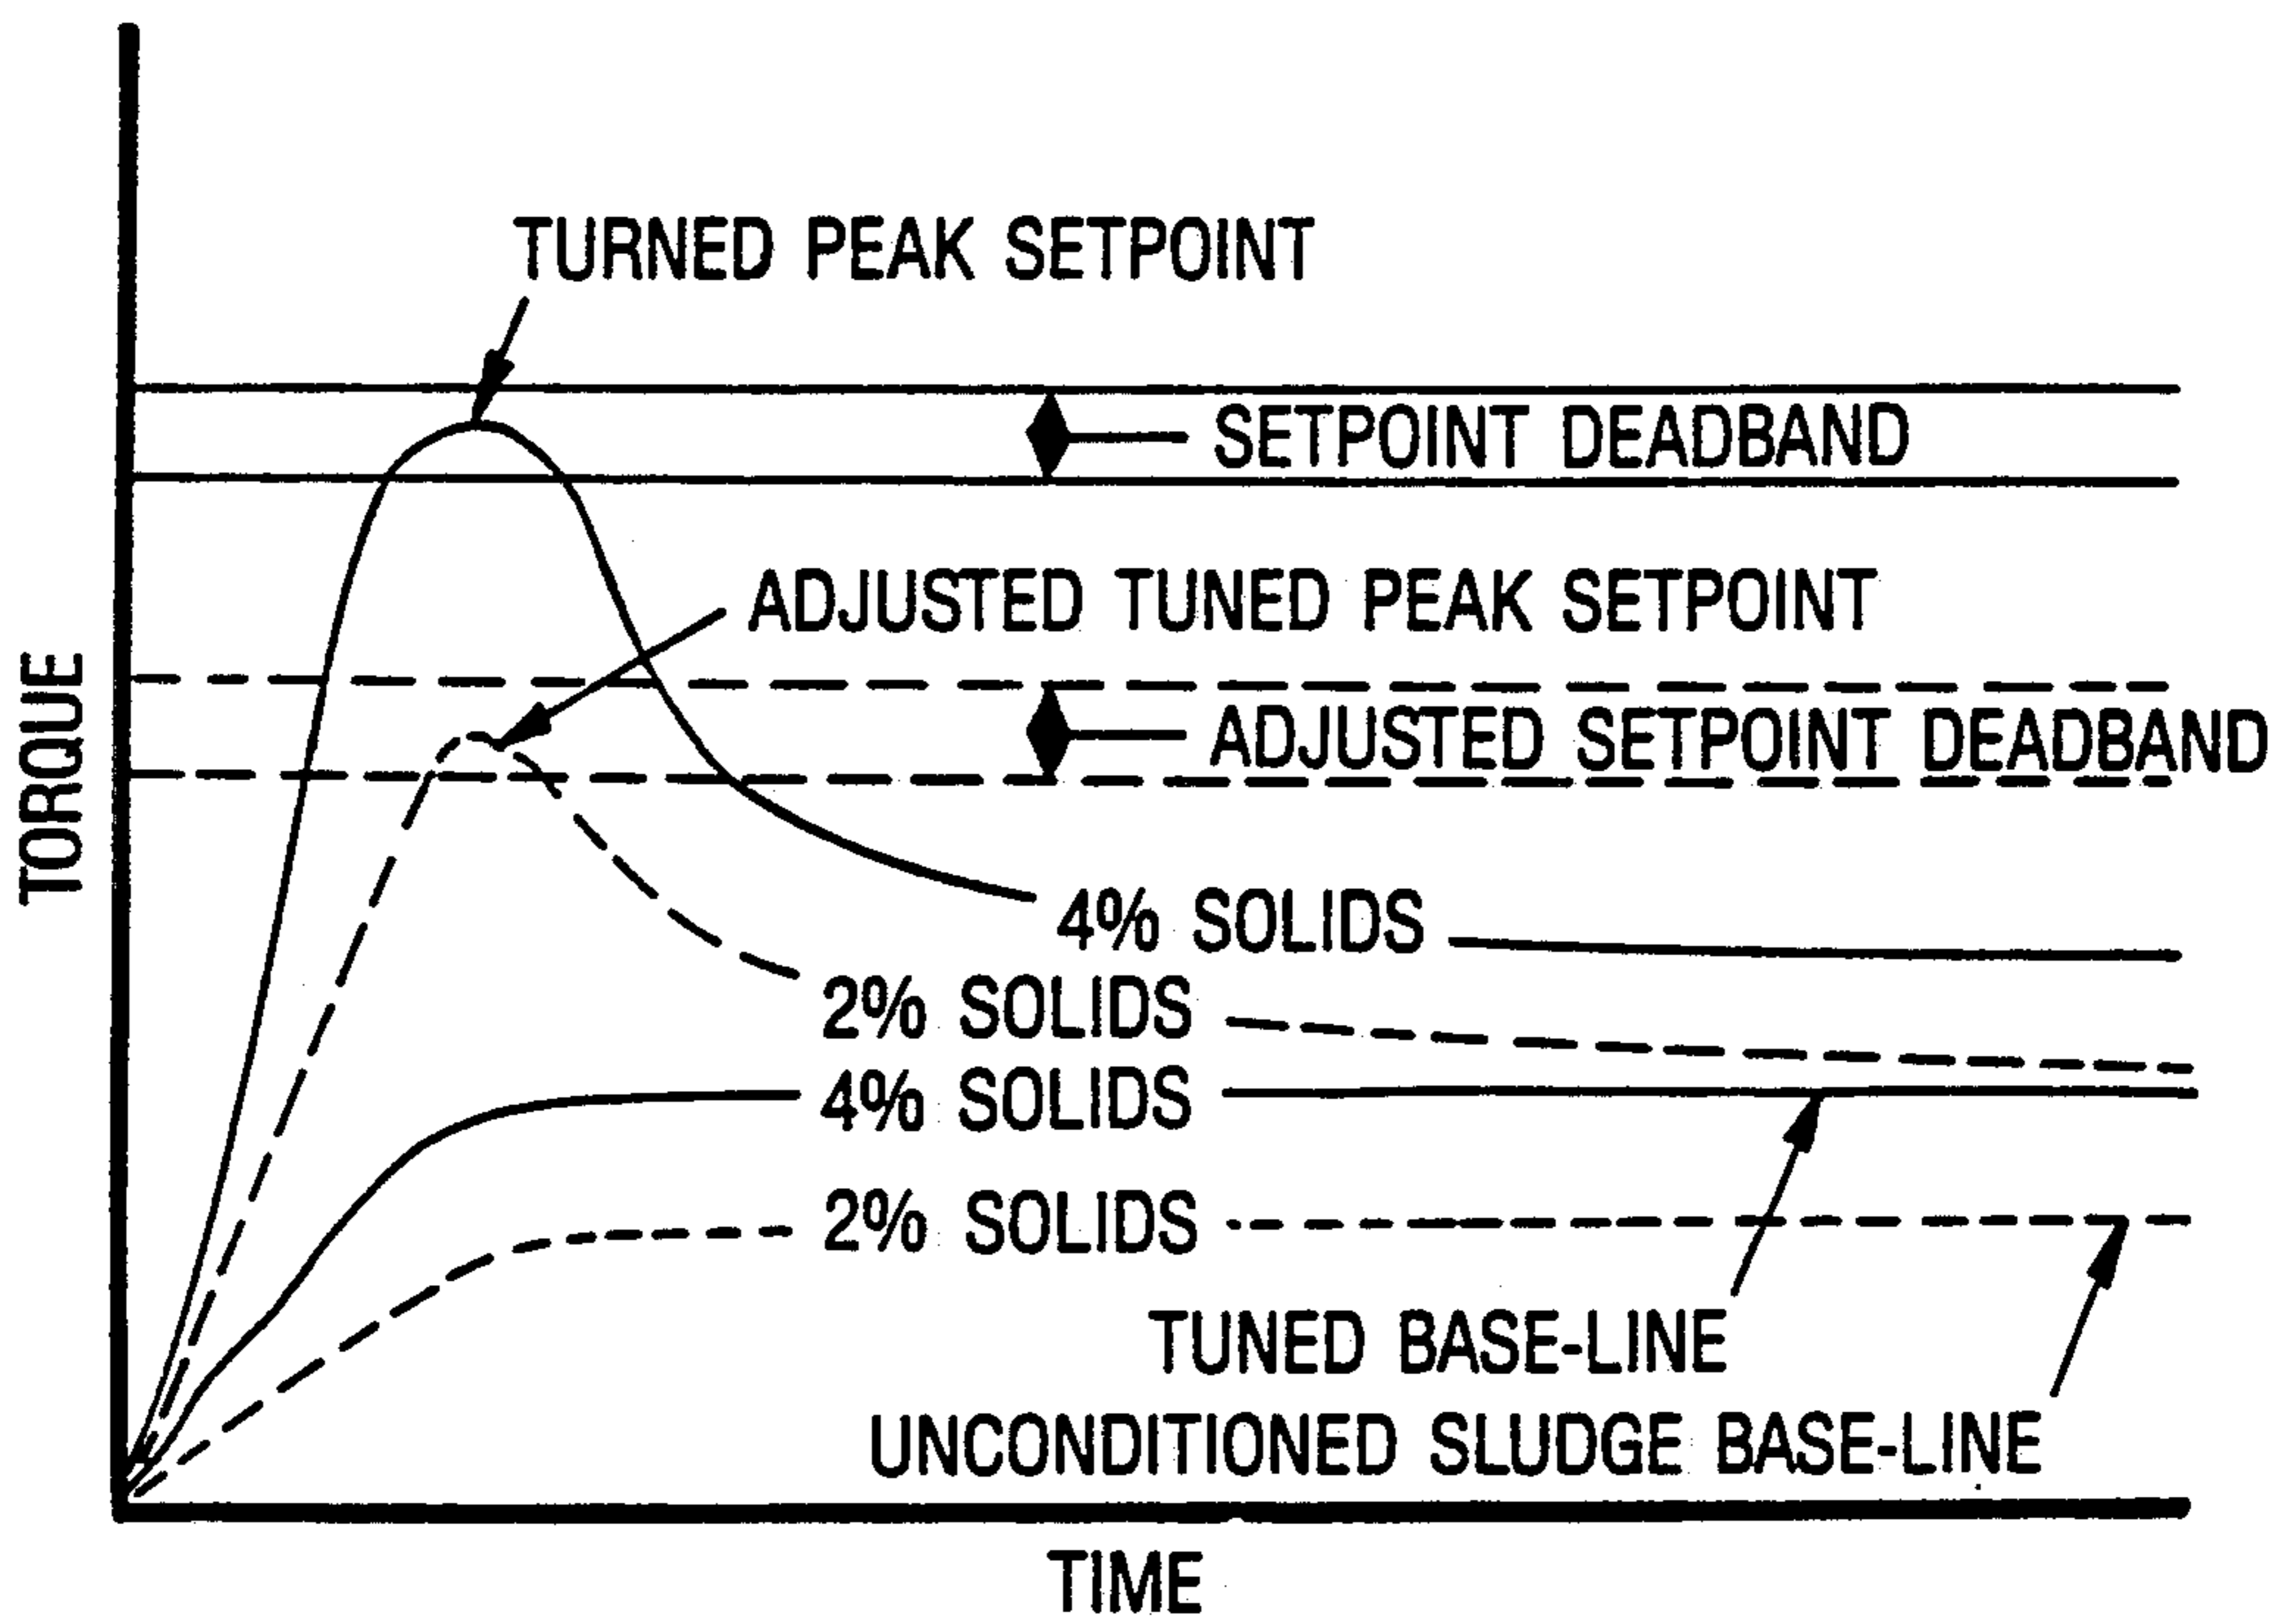 TURNED PEAK SETPOINT
SETPOINT DEADBAND
ADJUSTED TUNED PEAK SETPOINT
ADJUSTED SETPOINT DEADBAND
TORQUE
4% SOLIDS
2% SOLIDS
4% SOLIDS
2% SOLIDS
TUNED BASE-LINE
UNCONDITIONED SLUDGE BASE-LINE
TIME